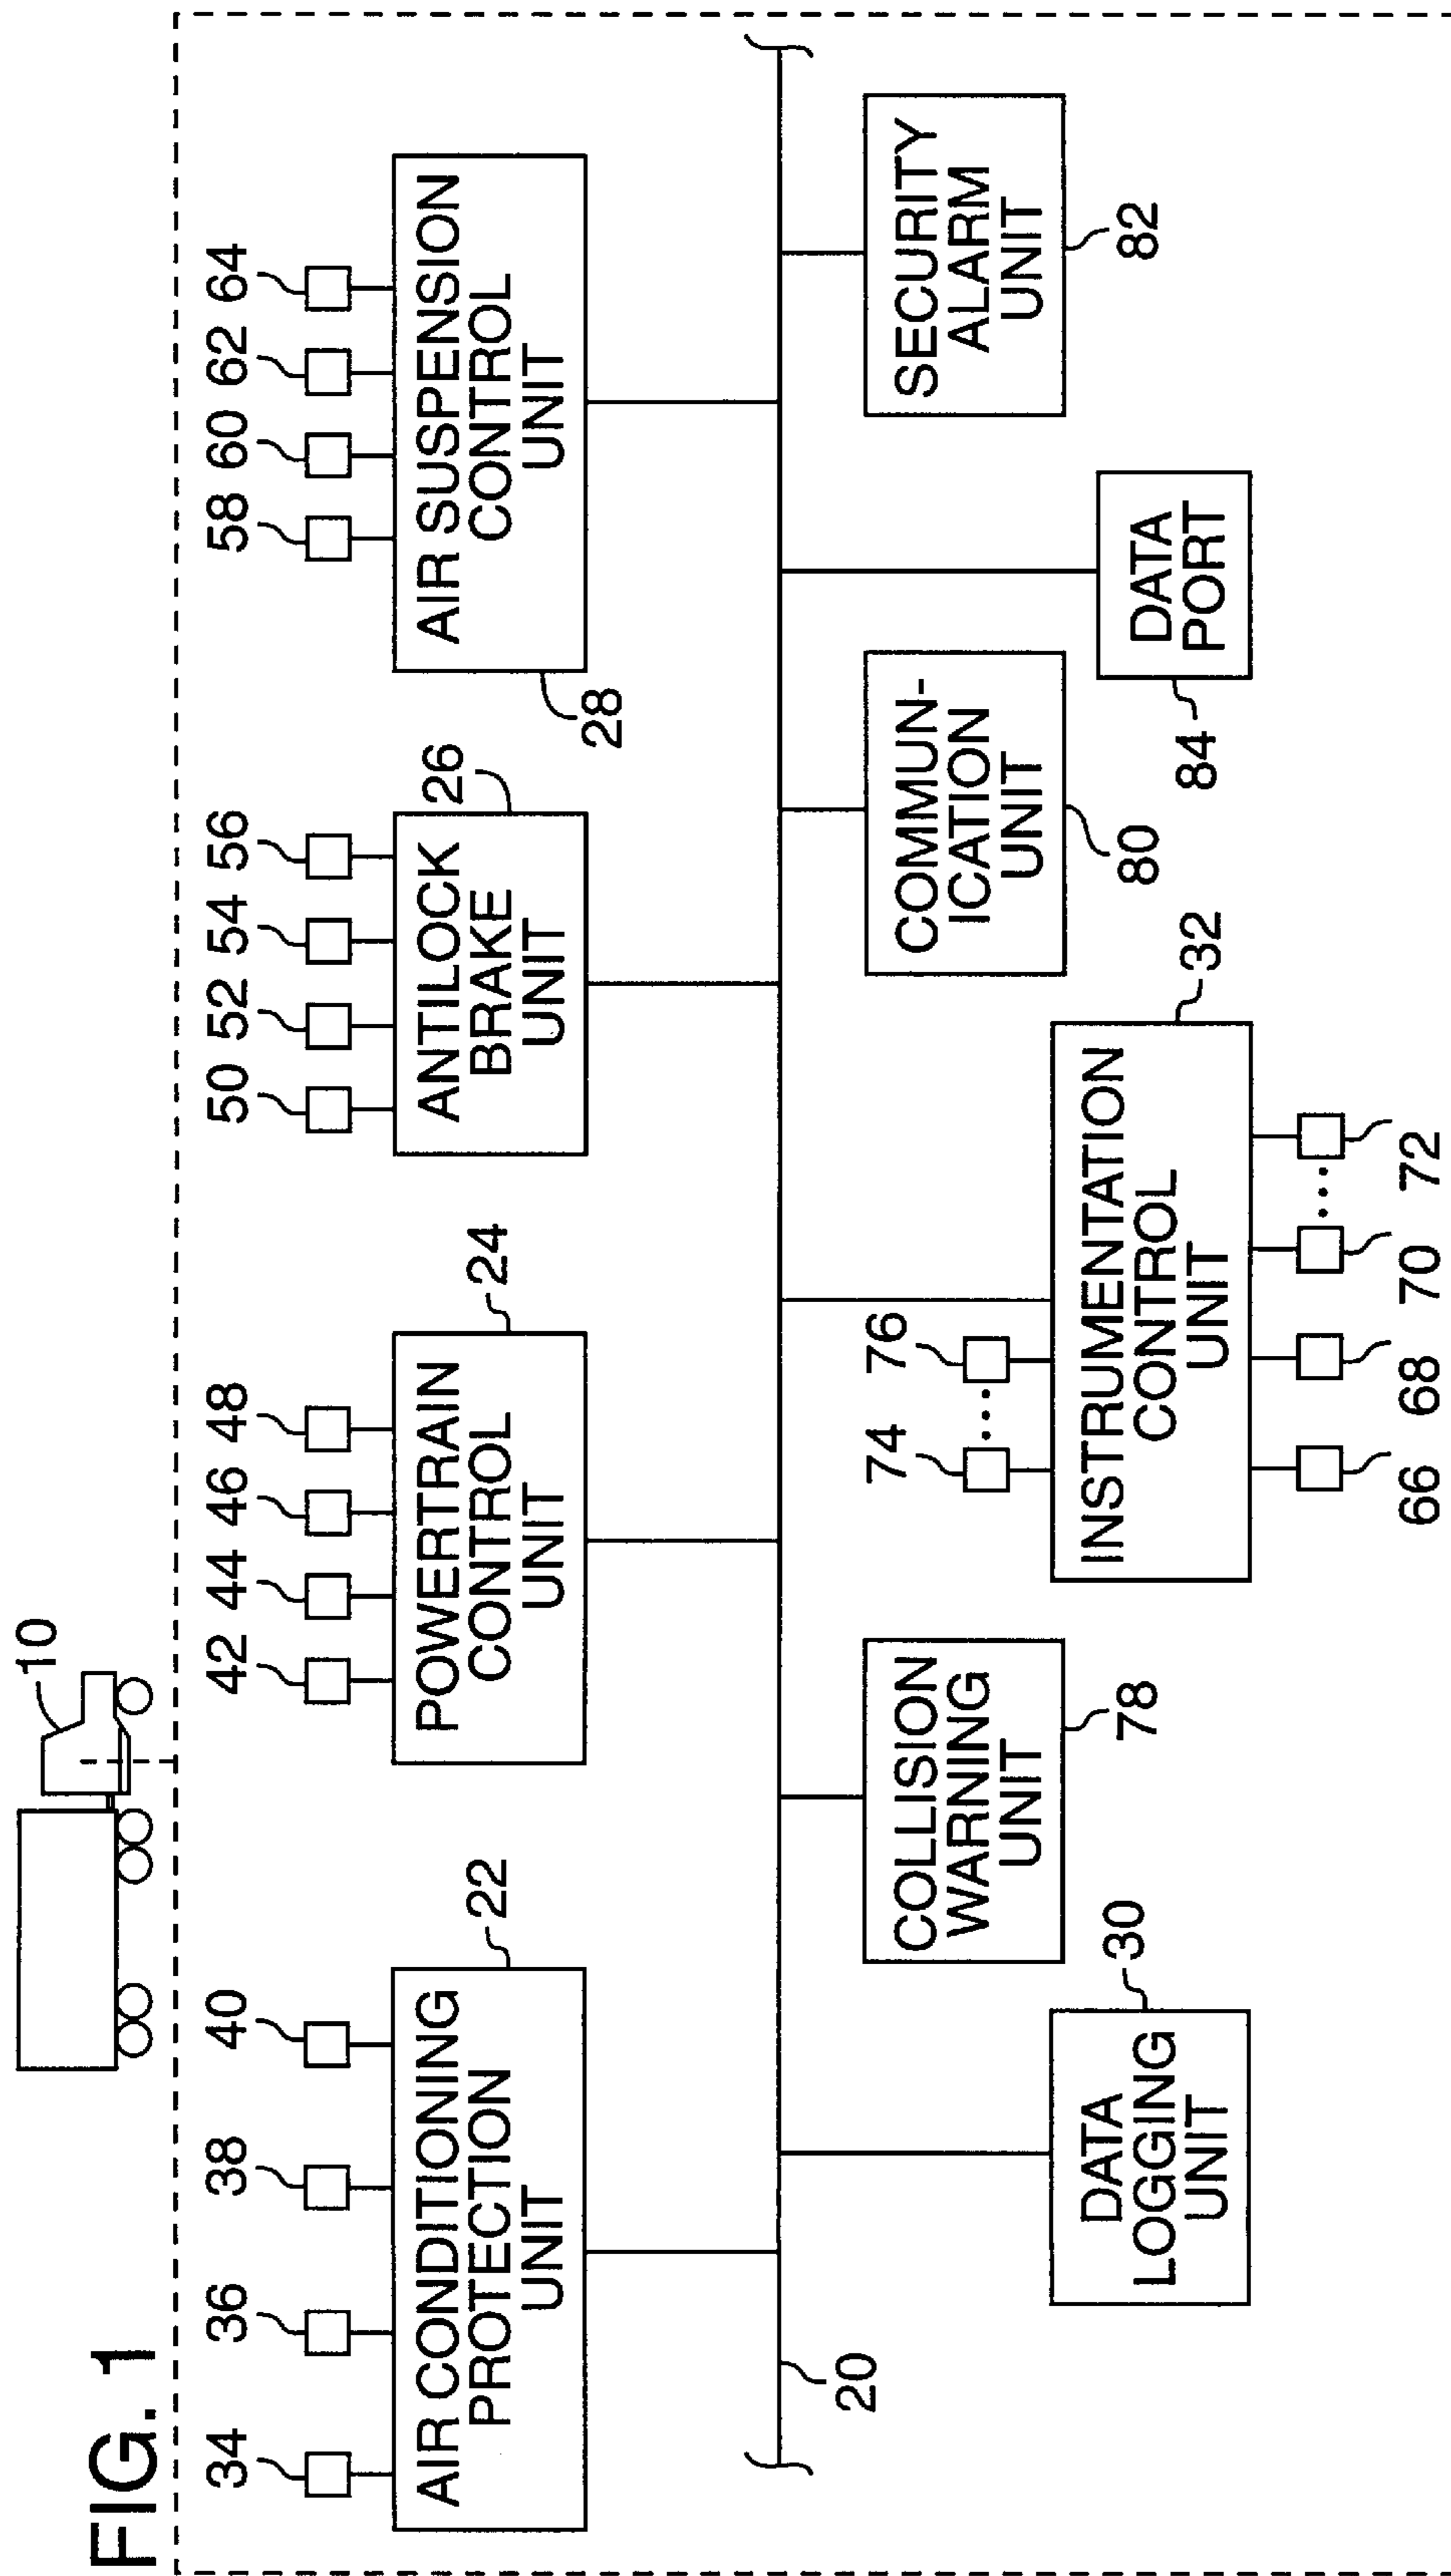 FIG. 1
10
34
36
38
40
42
44
46
48
50
52
54
56
58
60
62
64
AIR CONDITIONING
PROTECTION
UNIT
22
POWERTRAIN
CONTROL
UNIT
24
ANTILOCK
BRAKE
UNIT
26
AIR SUSPENSION
CONTROL
UNIT
28
20
DATA
LOGGING
UNIT
30
COLLISION
WARNING
UNIT
78
74
76
INSTRUMENTATION
CONTROL
UNIT
32
66
68
70
72
COMMUN-
ICATION
UNIT
80
DATA
PORT
84
SECURITY
ALARM
UNIT
82